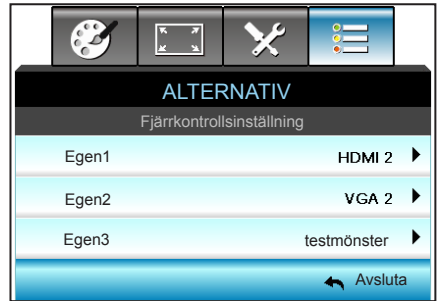 ALTERNATIV
Fjärrkontrollsinställning
Egen1 HDMI 2
Egen2 VGA 2
Egen3 testmönster
Avsluta